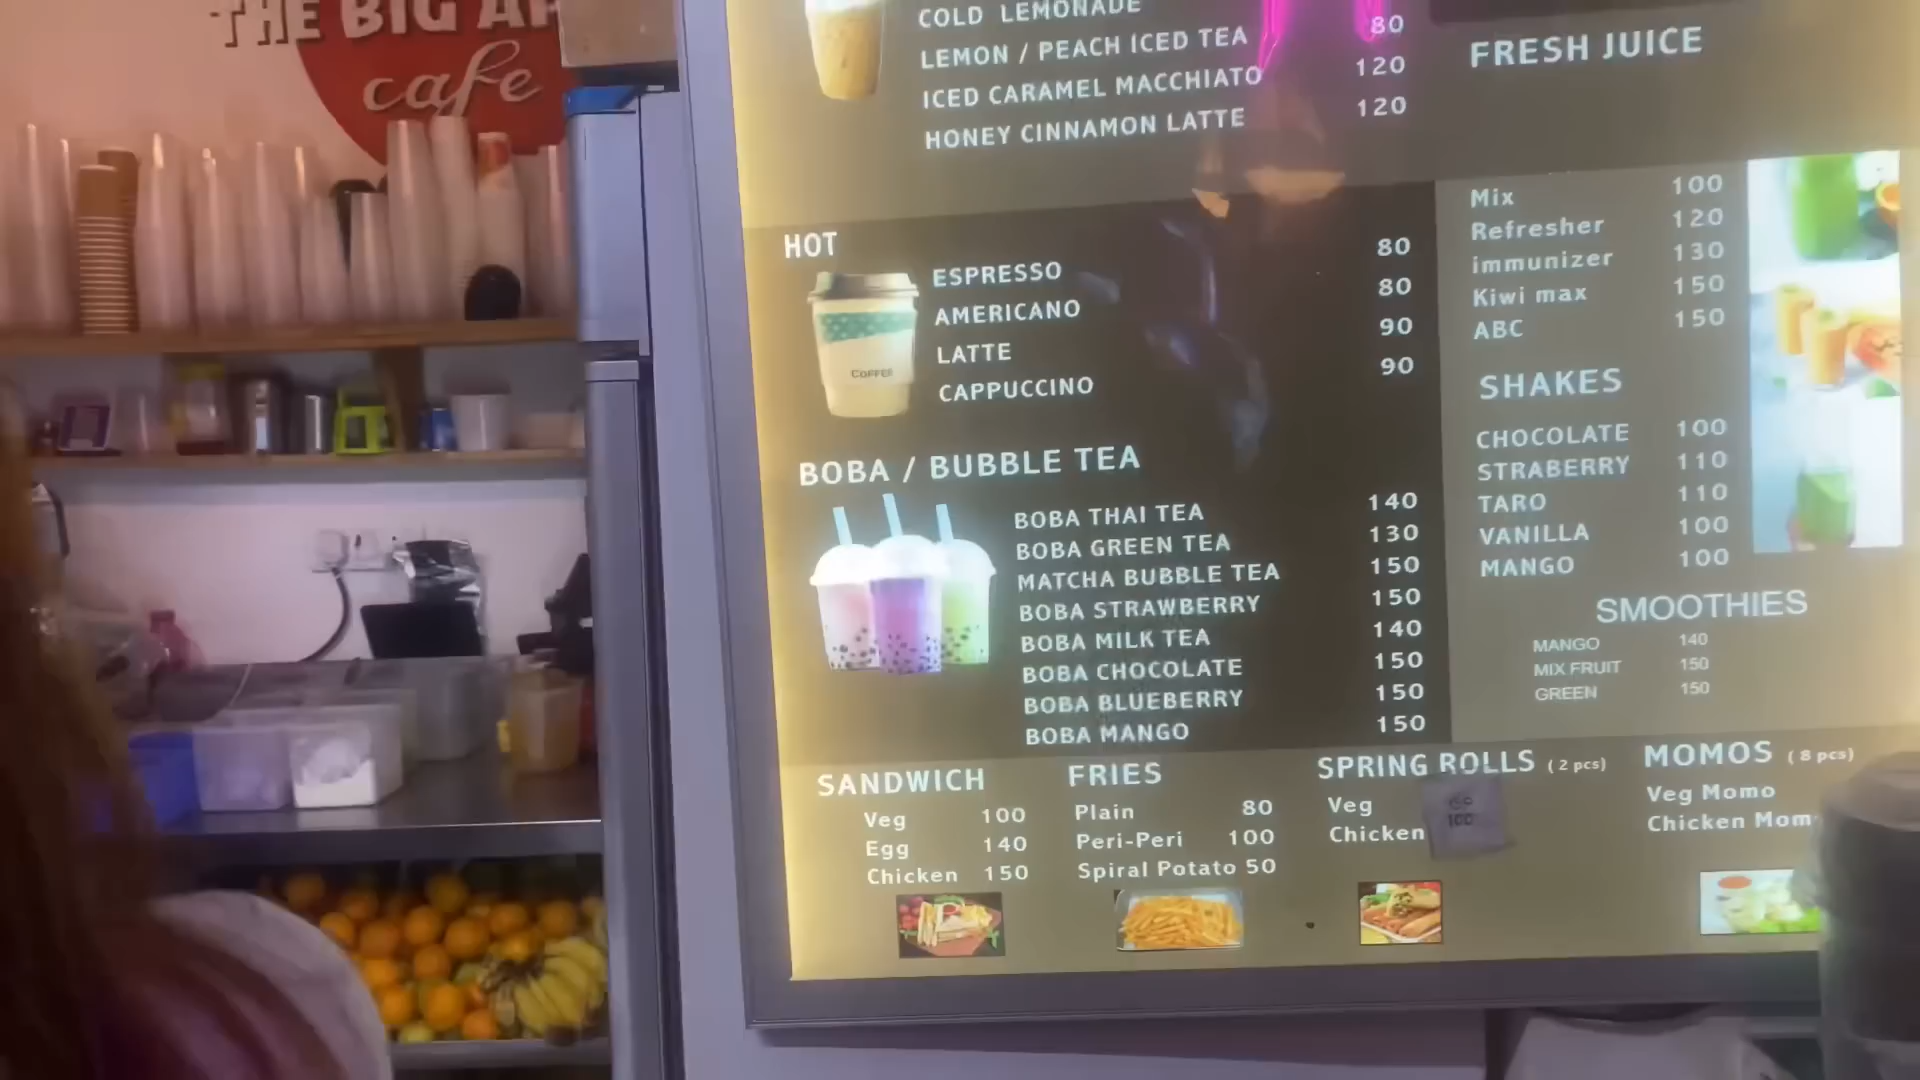 THE BIG
cafe
COLD LEMONADE
LEMON / PEACH ICED TEA 80
ICED CARAMEL MACCHIATO 120
HONEY CINNAMON LATTE 120
HOT
ESPRESSO 80
AMERICANO 80
LATTE 90
CAPPUCCINO 90
COFFEE
BOBA / BUBBLE TEA
BOBA THAI TEA 140
BOBA GREEN TEA 130
MATCHA BUBBLE TEA 150
BOBA STRAWBERRY 150
BOBA MILK TEA 140
BOBA CHOCOLATE 150
BOBA BLUEBERRY 150
BOBA MANGO 150
FRESH JUICE
Mix 100
Refresher 120
immunizer 130
Kiwi max 150
ABC 150
SHAKES
CHOCOLATE 100
STRABERRY 110
TARO 110
VANILLA 100
MANGO 100
SMOOTHIES
MANGO 140
MIX FRUIT 150
GREEN 150
SANDWICH
Veg 100
Egg 140
Chicken 150
FRIES
Plain 80
Peri-Peri 100
Spiral Potato 50
SPRING ROLLS (2 pcs)
Veg
Chicken 100
MOMOS (8 pcs)
Veg Momo
Chicken Mom